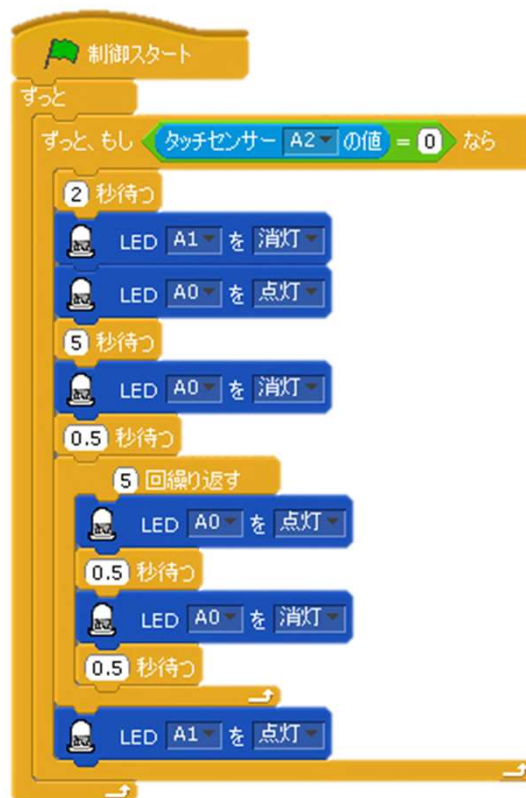 制御スタート
ずっと
ずっと、もし タッチセンサー A2 の値 = 0 なら
2 秒待つ
LED A1 を 消灯
LED A0 を 点灯
5 秒待つ
LED A0 を 消灯
0.5 秒待つ
5 回繰り返す
LED A0 を 点灯
0.5 秒待つ
LED A0 を 消灯
0.5 秒待つ
LED A1 を 点灯